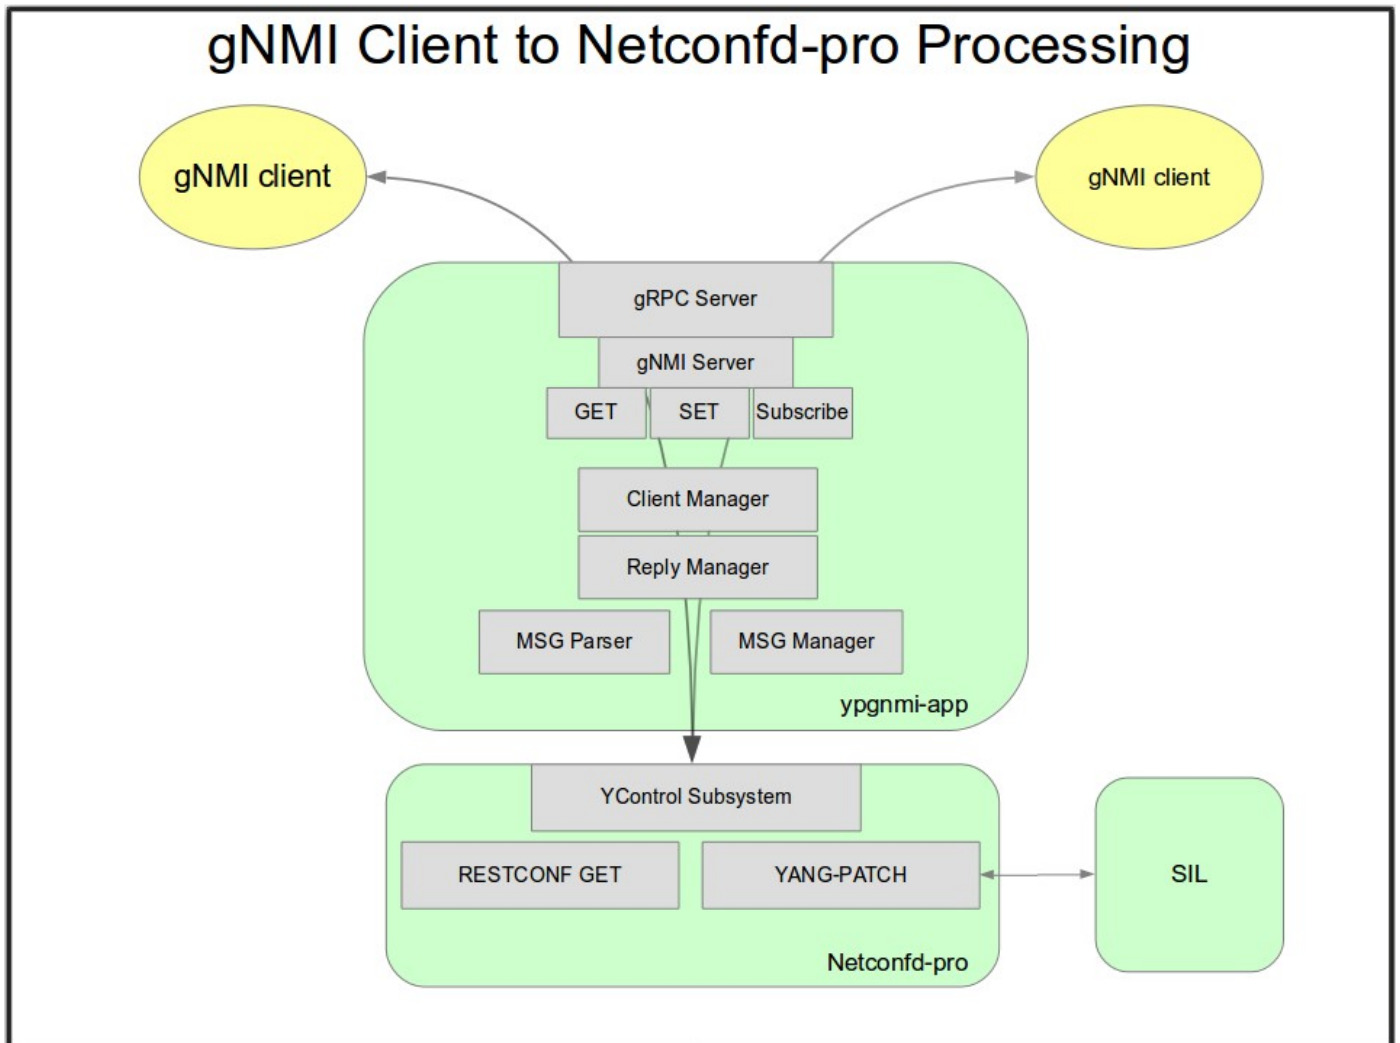 gNMI Client to Netconfd-pro Processing
gNMI client
gNMI client
gRPC Server
gNMI Server
GET
SET
Subscribe
Client Manager
Reply Manager
MSG Parser
MSG Manager
ypgnmi-app
YControl Subsystem
RESTCONF GET
YANG-PATCH
SIL
Netconfd-pro